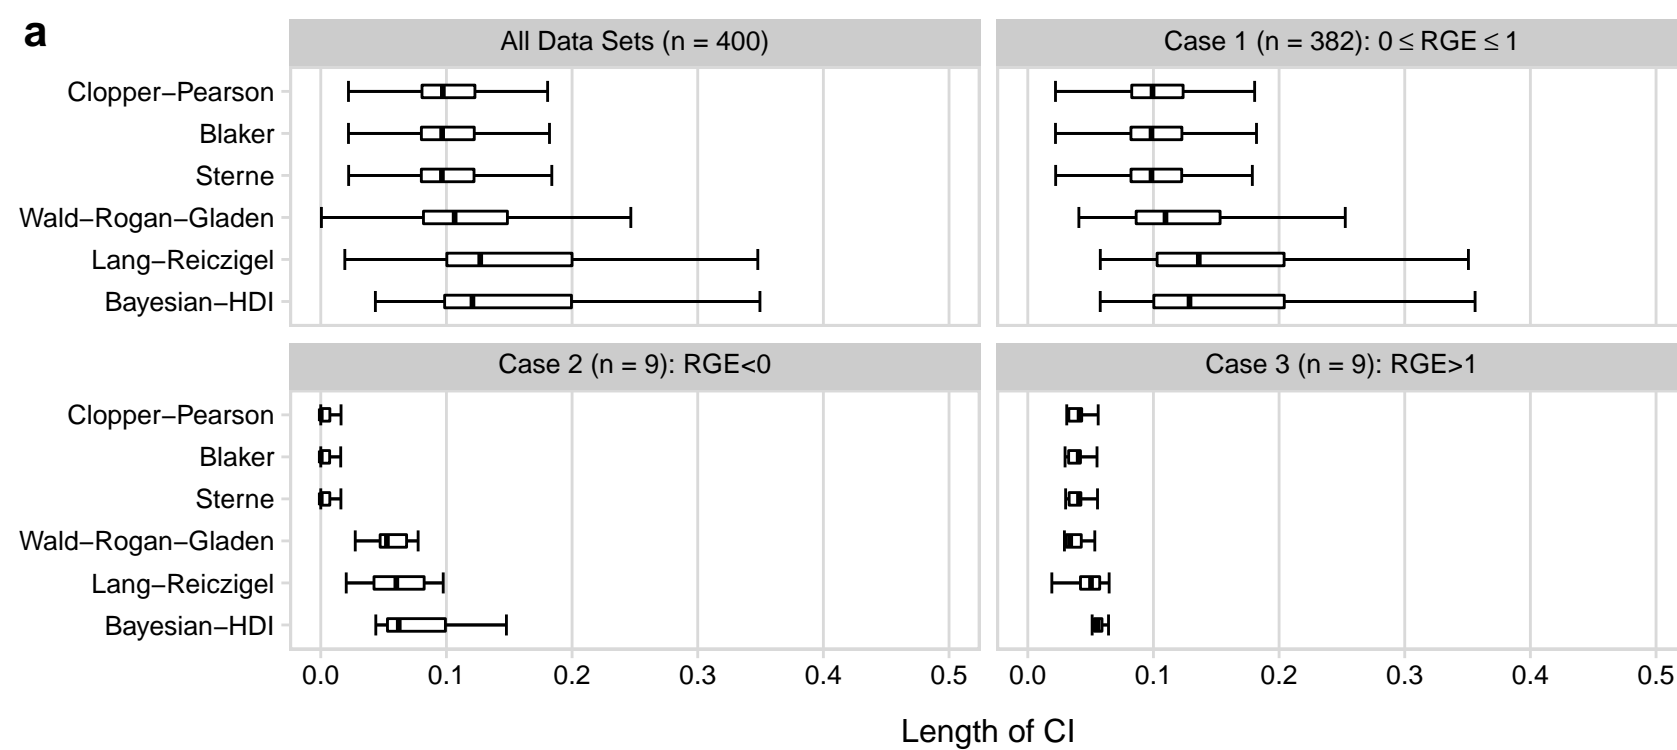 a
All Data Sets (n = 400)
Case 1 (n = 382): 0 ≤ RGE ≤ 1
Clopper−Pearson
Blaker
Sterne
Wald−Rogan−Gladen
Lang−Reiczigel
Bayesian−HDI
Case 2 (n = 9): RGE<0
Case 3 (n = 9): RGE>1
Clopper−Pearson
Blaker
Sterne
Wald−Rogan−Gladen
Lang−Reiczigel
Bayesian−HDI
0.0 0.1 0.2 0.3 0.4 0.5
0.0 0.1 0.2 0.3 0.4 0.5
Length of CI